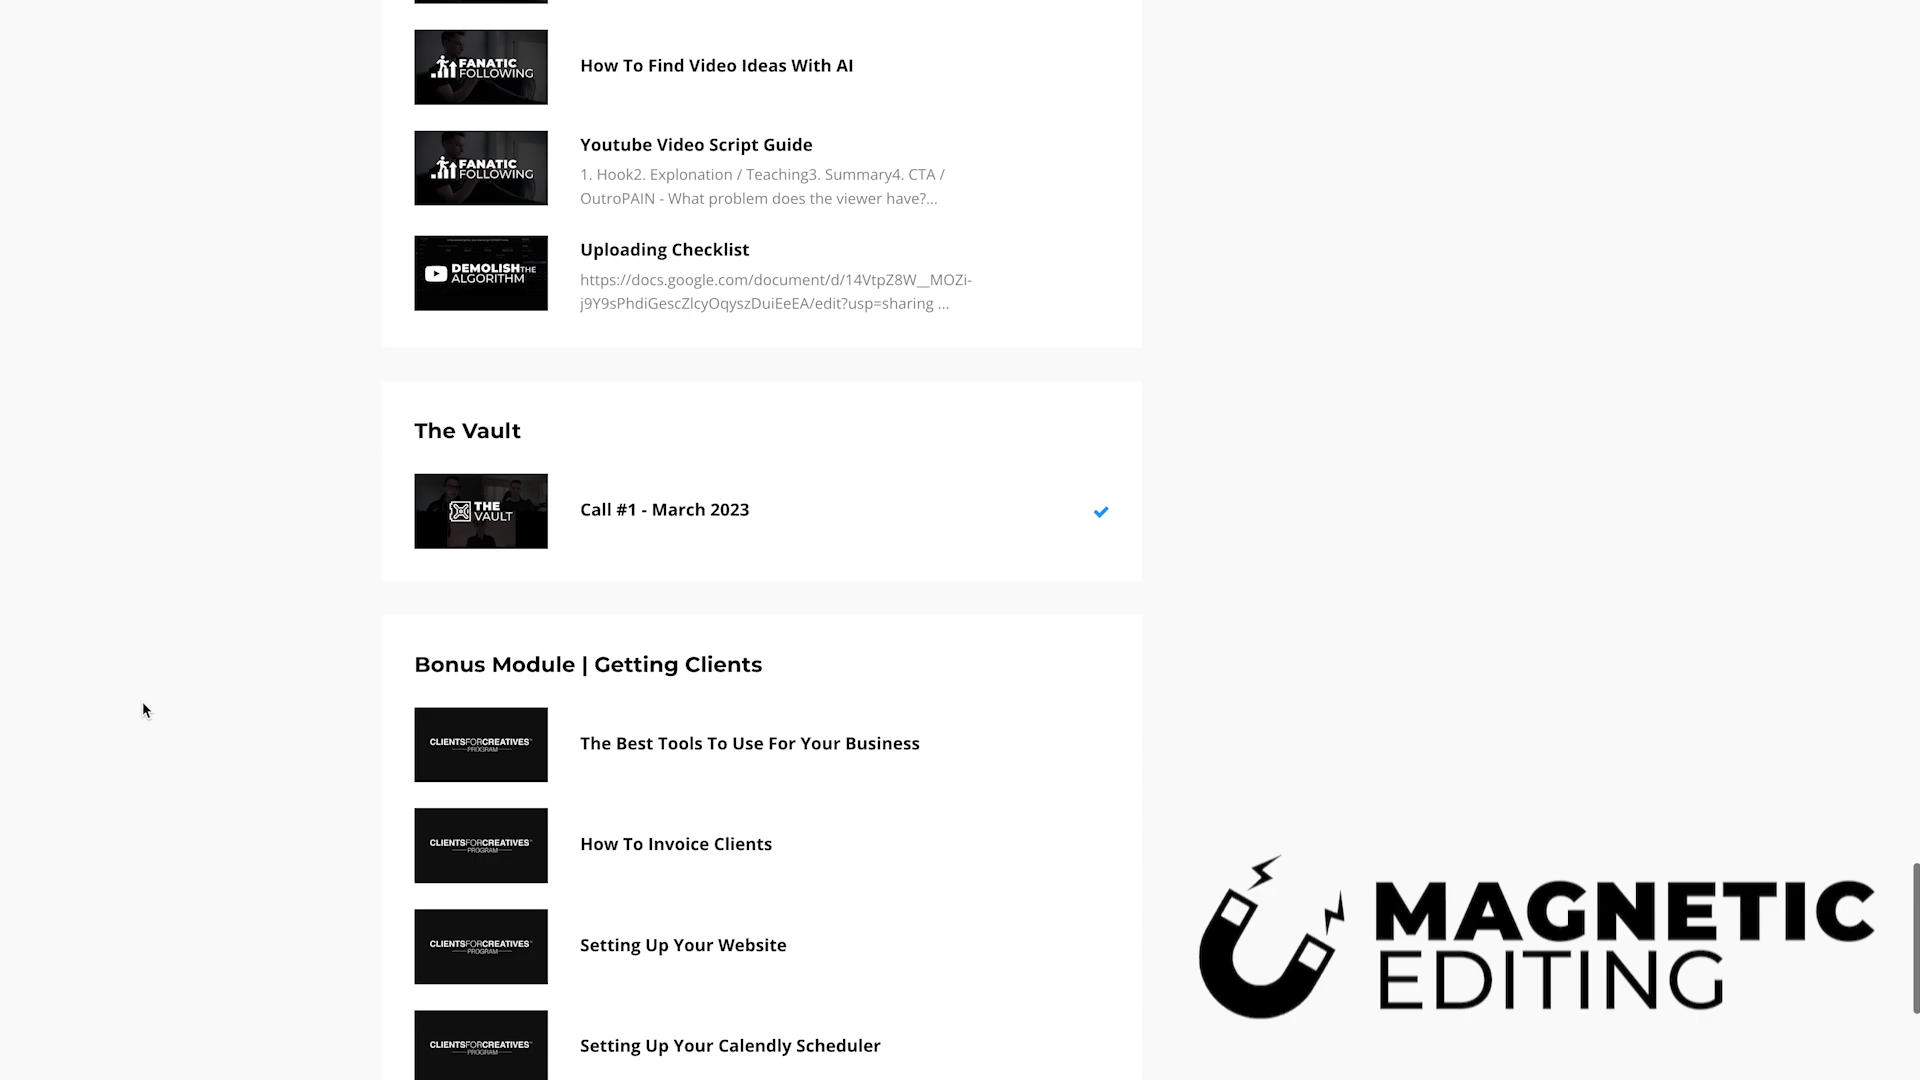 FANATIC
FOLLOWING
How To Find Video Ideas With AI
FANATIC
FOLLOWING
Youtube Video Script Guide
1. Hook2. Explonation / Teaching3. Summary4. CTA /
OutroPAIN - What problem does the viewer have?...
DEMOLISH THE
ALGORITHM
Uploading Checklist
https://docs.google.com/document/d/14VtpZ8W__MOZi-
j9Y9sPhdiGescZlcyOqyszDuiEeEA/edit?usp=sharing ...
The Vault
THE
VAULT
Call #1 - March 2023
Bonus Module | Getting Clients
CLIENTSFORCREATIVES
PROGRAM
The Best Tools To Use For Your Business
CLIENTSFORCREATIVES
PROGRAM
How To Invoice Clients
CLIENTSFORCREATIVES
PROGRAM
Setting Up Your Website
CLIENTSFORCREATIVES
PROGRAM
Setting Up Your Calendly Scheduler
MAGNETIC
EDITING